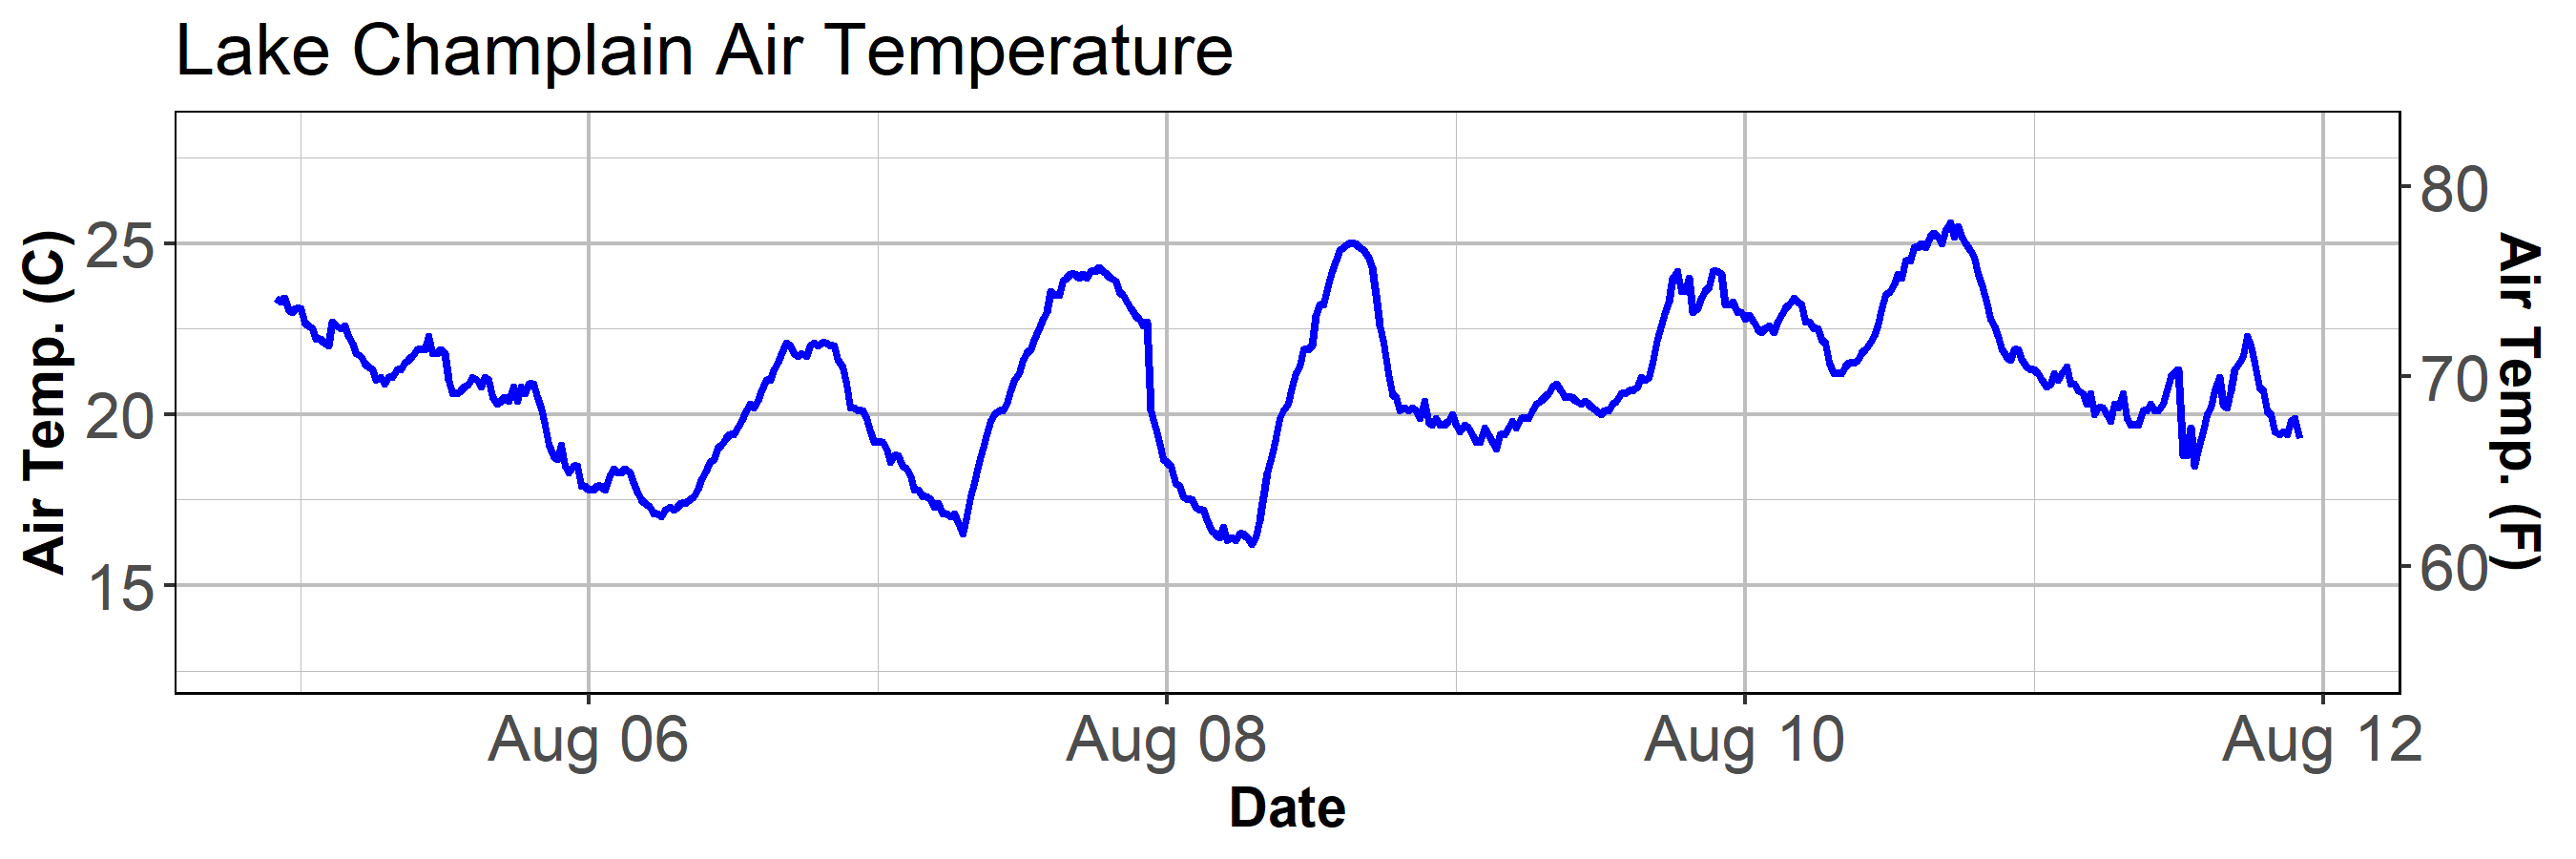 Lake Champlain Air Temperature
Air Temp. (C)
25
20
15
80
70
60
Air Temp. (F)
Aug 06
Aug 08
Aug 10
Aug 12
Date